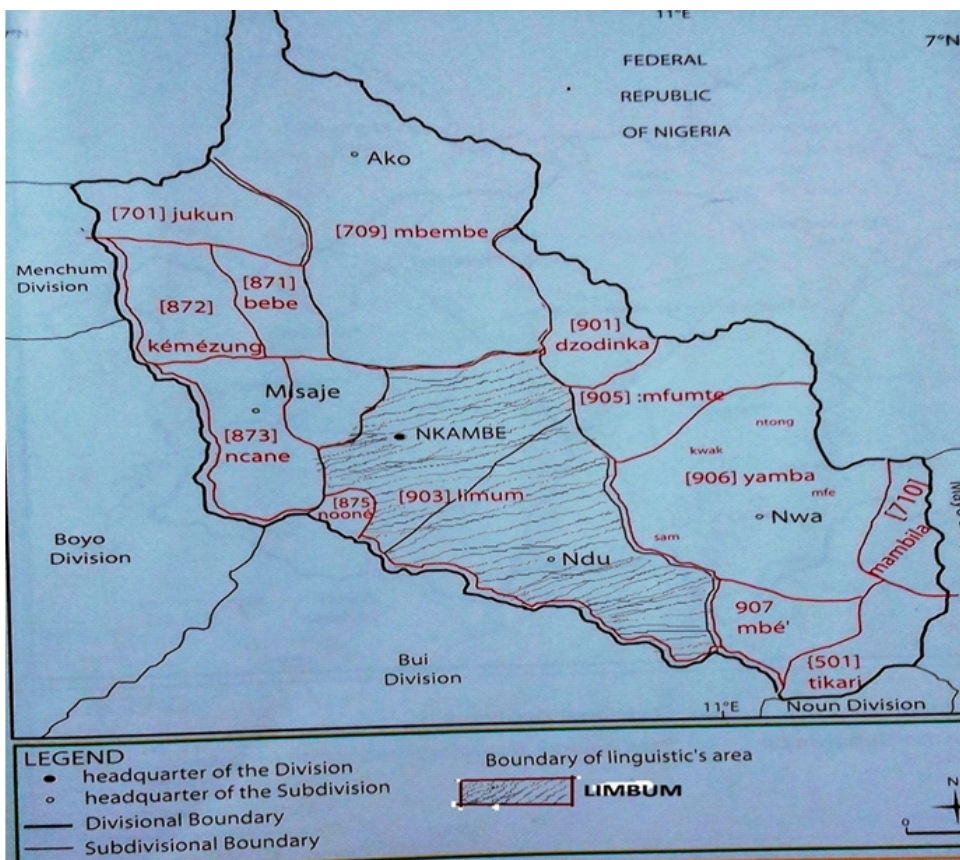 11°E
7°N
7°N
FEDERAL
REPUBLIC
OF NIGERIA
Ako
[701] jukun
[709] mbembe
Menchum
Division
[871]
bebe
[872]
kémézung
[901]
dzodinka
Misaje
[905] :mfumte
ntong
NKAMBE
kwak
[873]
ncane
[906] yamba
[710]
mambila
mfe
[903] limum
[875
noone
Nwa
sam
Boyo
Division
Ndu
907
mbé'
Bui
Division
{501]
tikari
11°E
Noun Division
LEGEND
headquarter of the Division
headquarter of the Subdivision
Divisional Boundary
Subdivisional Boundary
Boundary of linguistic's area
LIMBUM
N
0